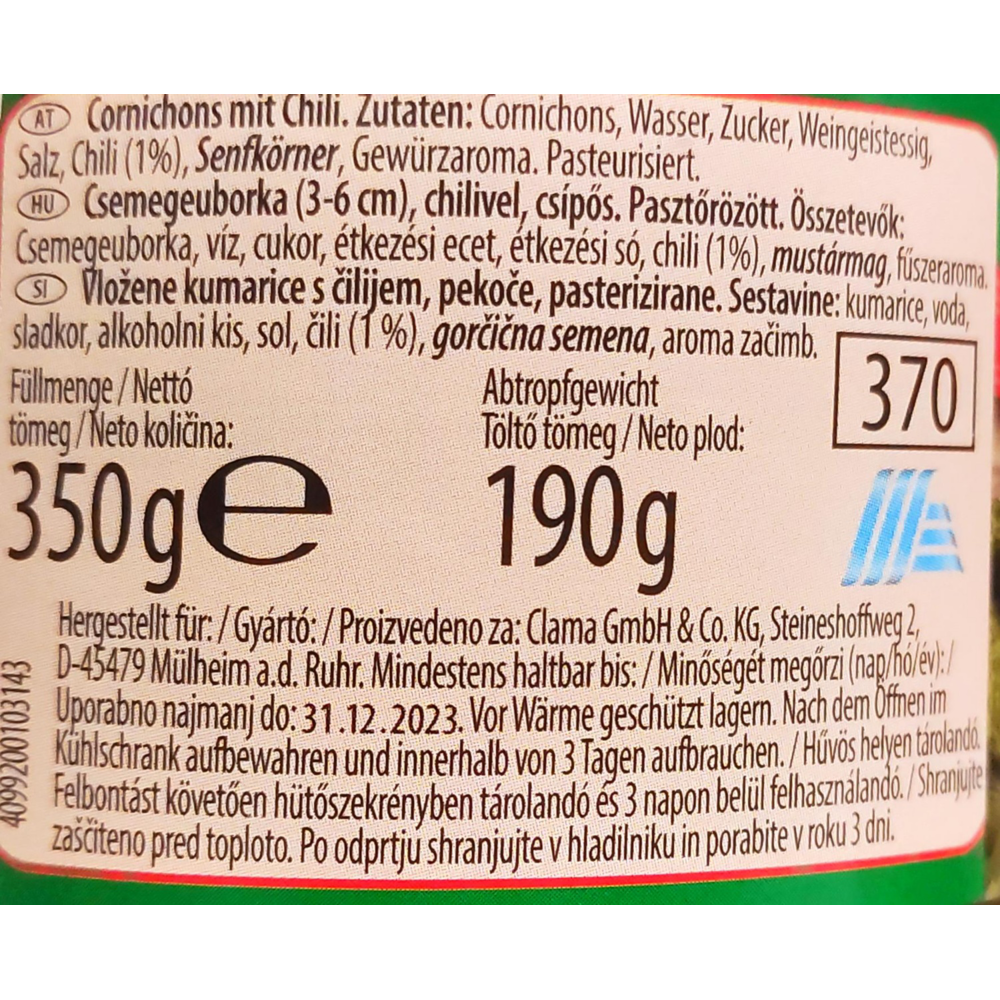 AT Cornichons mit Chili. Zutaten: Cornichons, Wasser, Zucker, Weingeistessig,
Salz, Chili (1%), Senfkörner, Gewürzaroma. Pasteurisiert.
HU Csemegeuborka (3-6 cm), chilivel, csípős. Pasztőrözött. Összetevők:
Csemegeuborka, víz, cukor, étkezési ecet, étkezési só, chili (1%), mustármag, fűszeraroma.
SI Vložene kumarice s čilijem, pekoče, pasterizirane. Sestavine: kumarice, voda,
sladkor, alkoholni kis, sol, čili (1 %), gorčična semena, aroma začimb.
370
Füllmenge / Nettó
tömeg / Neto količina:
350g e
Abtropfgewicht
Töltő tömeg / Neto plod:
190g
Hergestellt für: / Gyártó: / Proizvedeno za: Clama GmbH & Co. KG, Steineshoffweg 2,
D-45479 Mülheim a.d. Ruhr. Mindestens haltbar bis: / Minőségét megőrzi (nap/hó/év): /
Uporabno najmanj do: 31.12.2023. Vor Wärme geschützt lagern. Nach dem Öffnen im
Kühlschrank aufbewahren und innerhalb von 3 Tagen aufbrauchen. / Hűvös helyen tárolandó.
Felbontást követően hűtőszekrényben tárolandó és 3 napon belül felhasználandó. / Shranjujte
zaščiteno pred toploto. Po odprtju shranjujte v hladilniku in porabite v roku 3 dni.
4099200103143